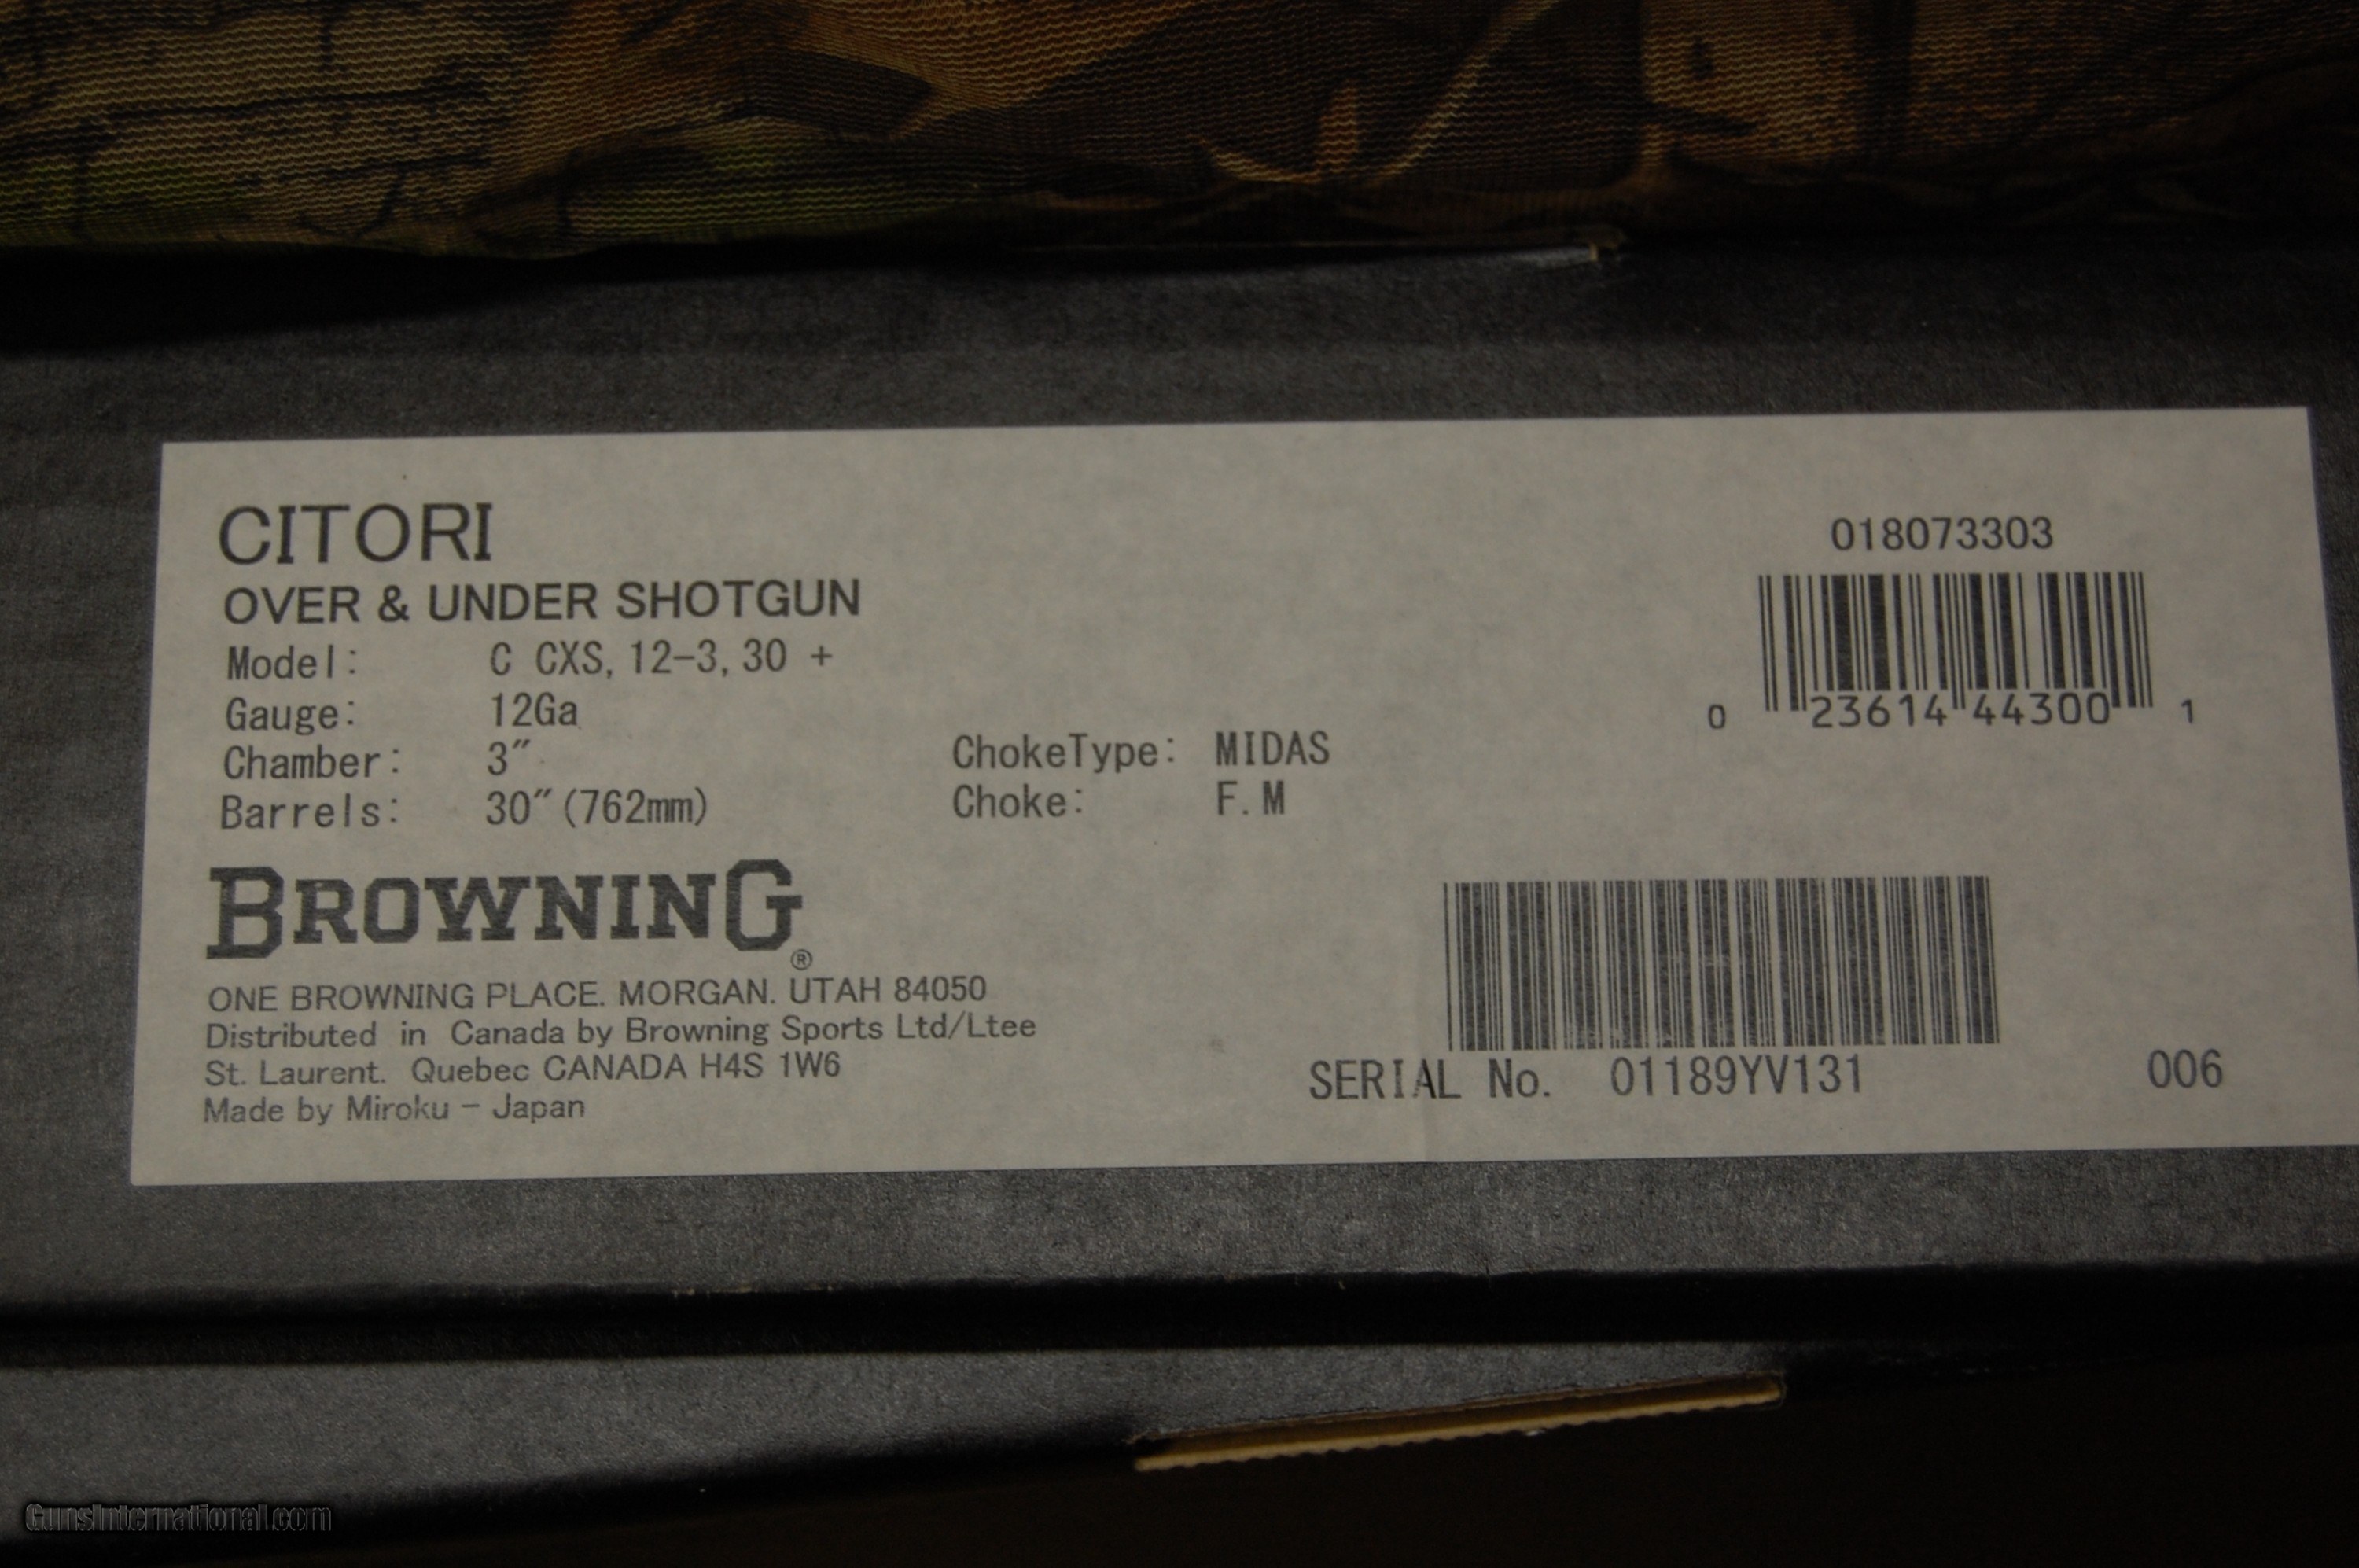 CITORI
OVER & UNDER SHOTGUN
Model: C CXS, 12-3, 30 +
Gauge: 12Ga
Chamber: 3"
Barrels: 30" (762mm)
ChokeType: MIDAS
Choke: F. M
018073303
0 23614 44300 1
BROWNING®
ONE BROWNING PLACE. MORGAN. UTAH 84050
Distributed in Canada by Browning Sports Ltd/Ltee
St. Laurent. Quebec CANADA H4S 1W6
Made by Miroku - Japan
SERIAL No. 01189YV131 006
GunsInternational.com